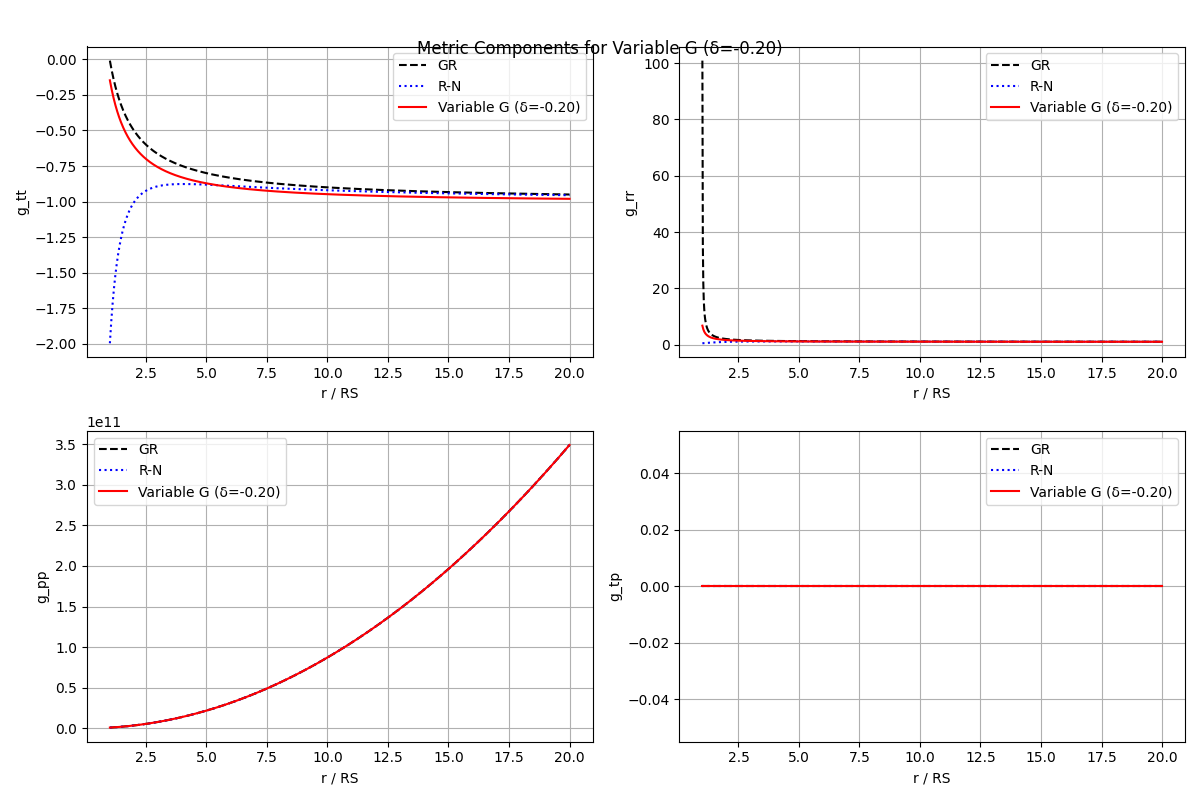 Metric Components for Variable G (δ=-0.20)
0.00
−0.25
−0.50
−0.75
−1.00
−1.25
−1.50
−1.75
−2.00
g_tt
GR
R-N
Variable G (δ=-0.20)
2.5 5.0 7.5 10.0 12.5 15.0 17.5 20.0
r / RS
100
80
60
40
20
0
g_rr
GR
R-N
Variable G (δ=-0.20)
2.5 5.0 7.5 10.0 12.5 15.0 17.5 20.0
r / RS
1e11
3.5
3.0
2.5
2.0
1.5
1.0
0.5
0.0
g_pp
GR
R-N
Variable G (δ=-0.20)
2.5 5.0 7.5 10.0 12.5 15.0 17.5 20.0
r / RS
0.04
0.02
0.00
−0.02
−0.04
g_tp
GR
R-N
Variable G (δ=-0.20)
2.5 5.0 7.5 10.0 12.5 15.0 17.5 20.0
r / RS